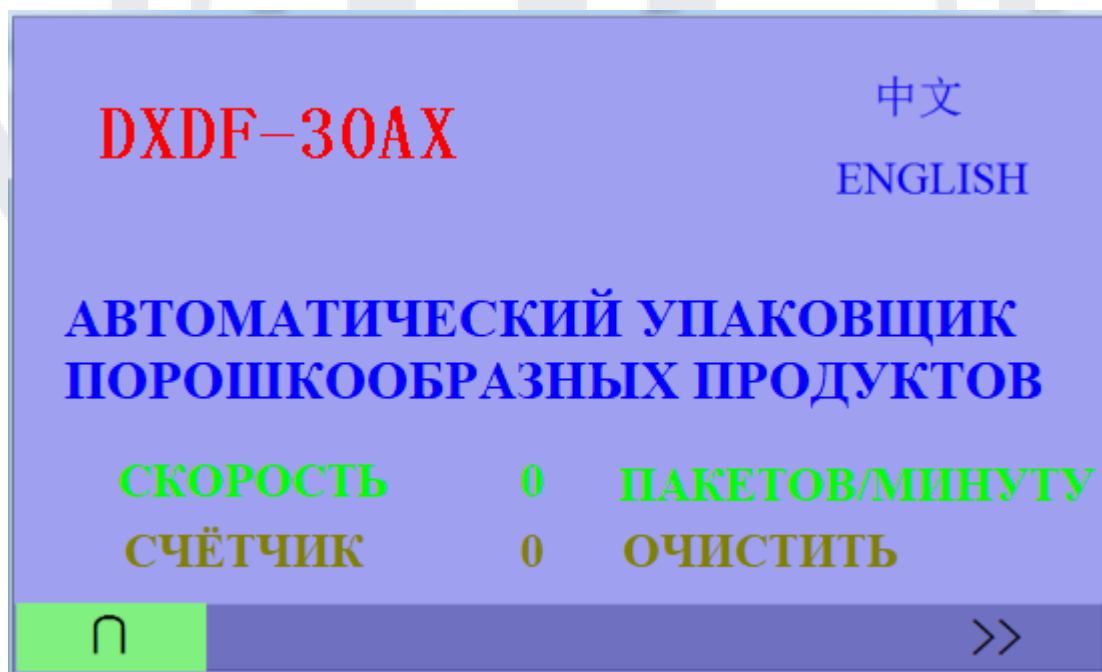 DXDF-30AX
中文
ENGLISH
АВТОМАТИЧЕСКИЙ УПАКОВЩИК
ПОРОШКООБРАЗНЫХ ПРОДУКТОВ
СКОРОСТЬ 0 ПАКЕТОВ/МИНУТУ
СЧЁТЧИК 0 ОЧИСТИТЬ
∩ >>